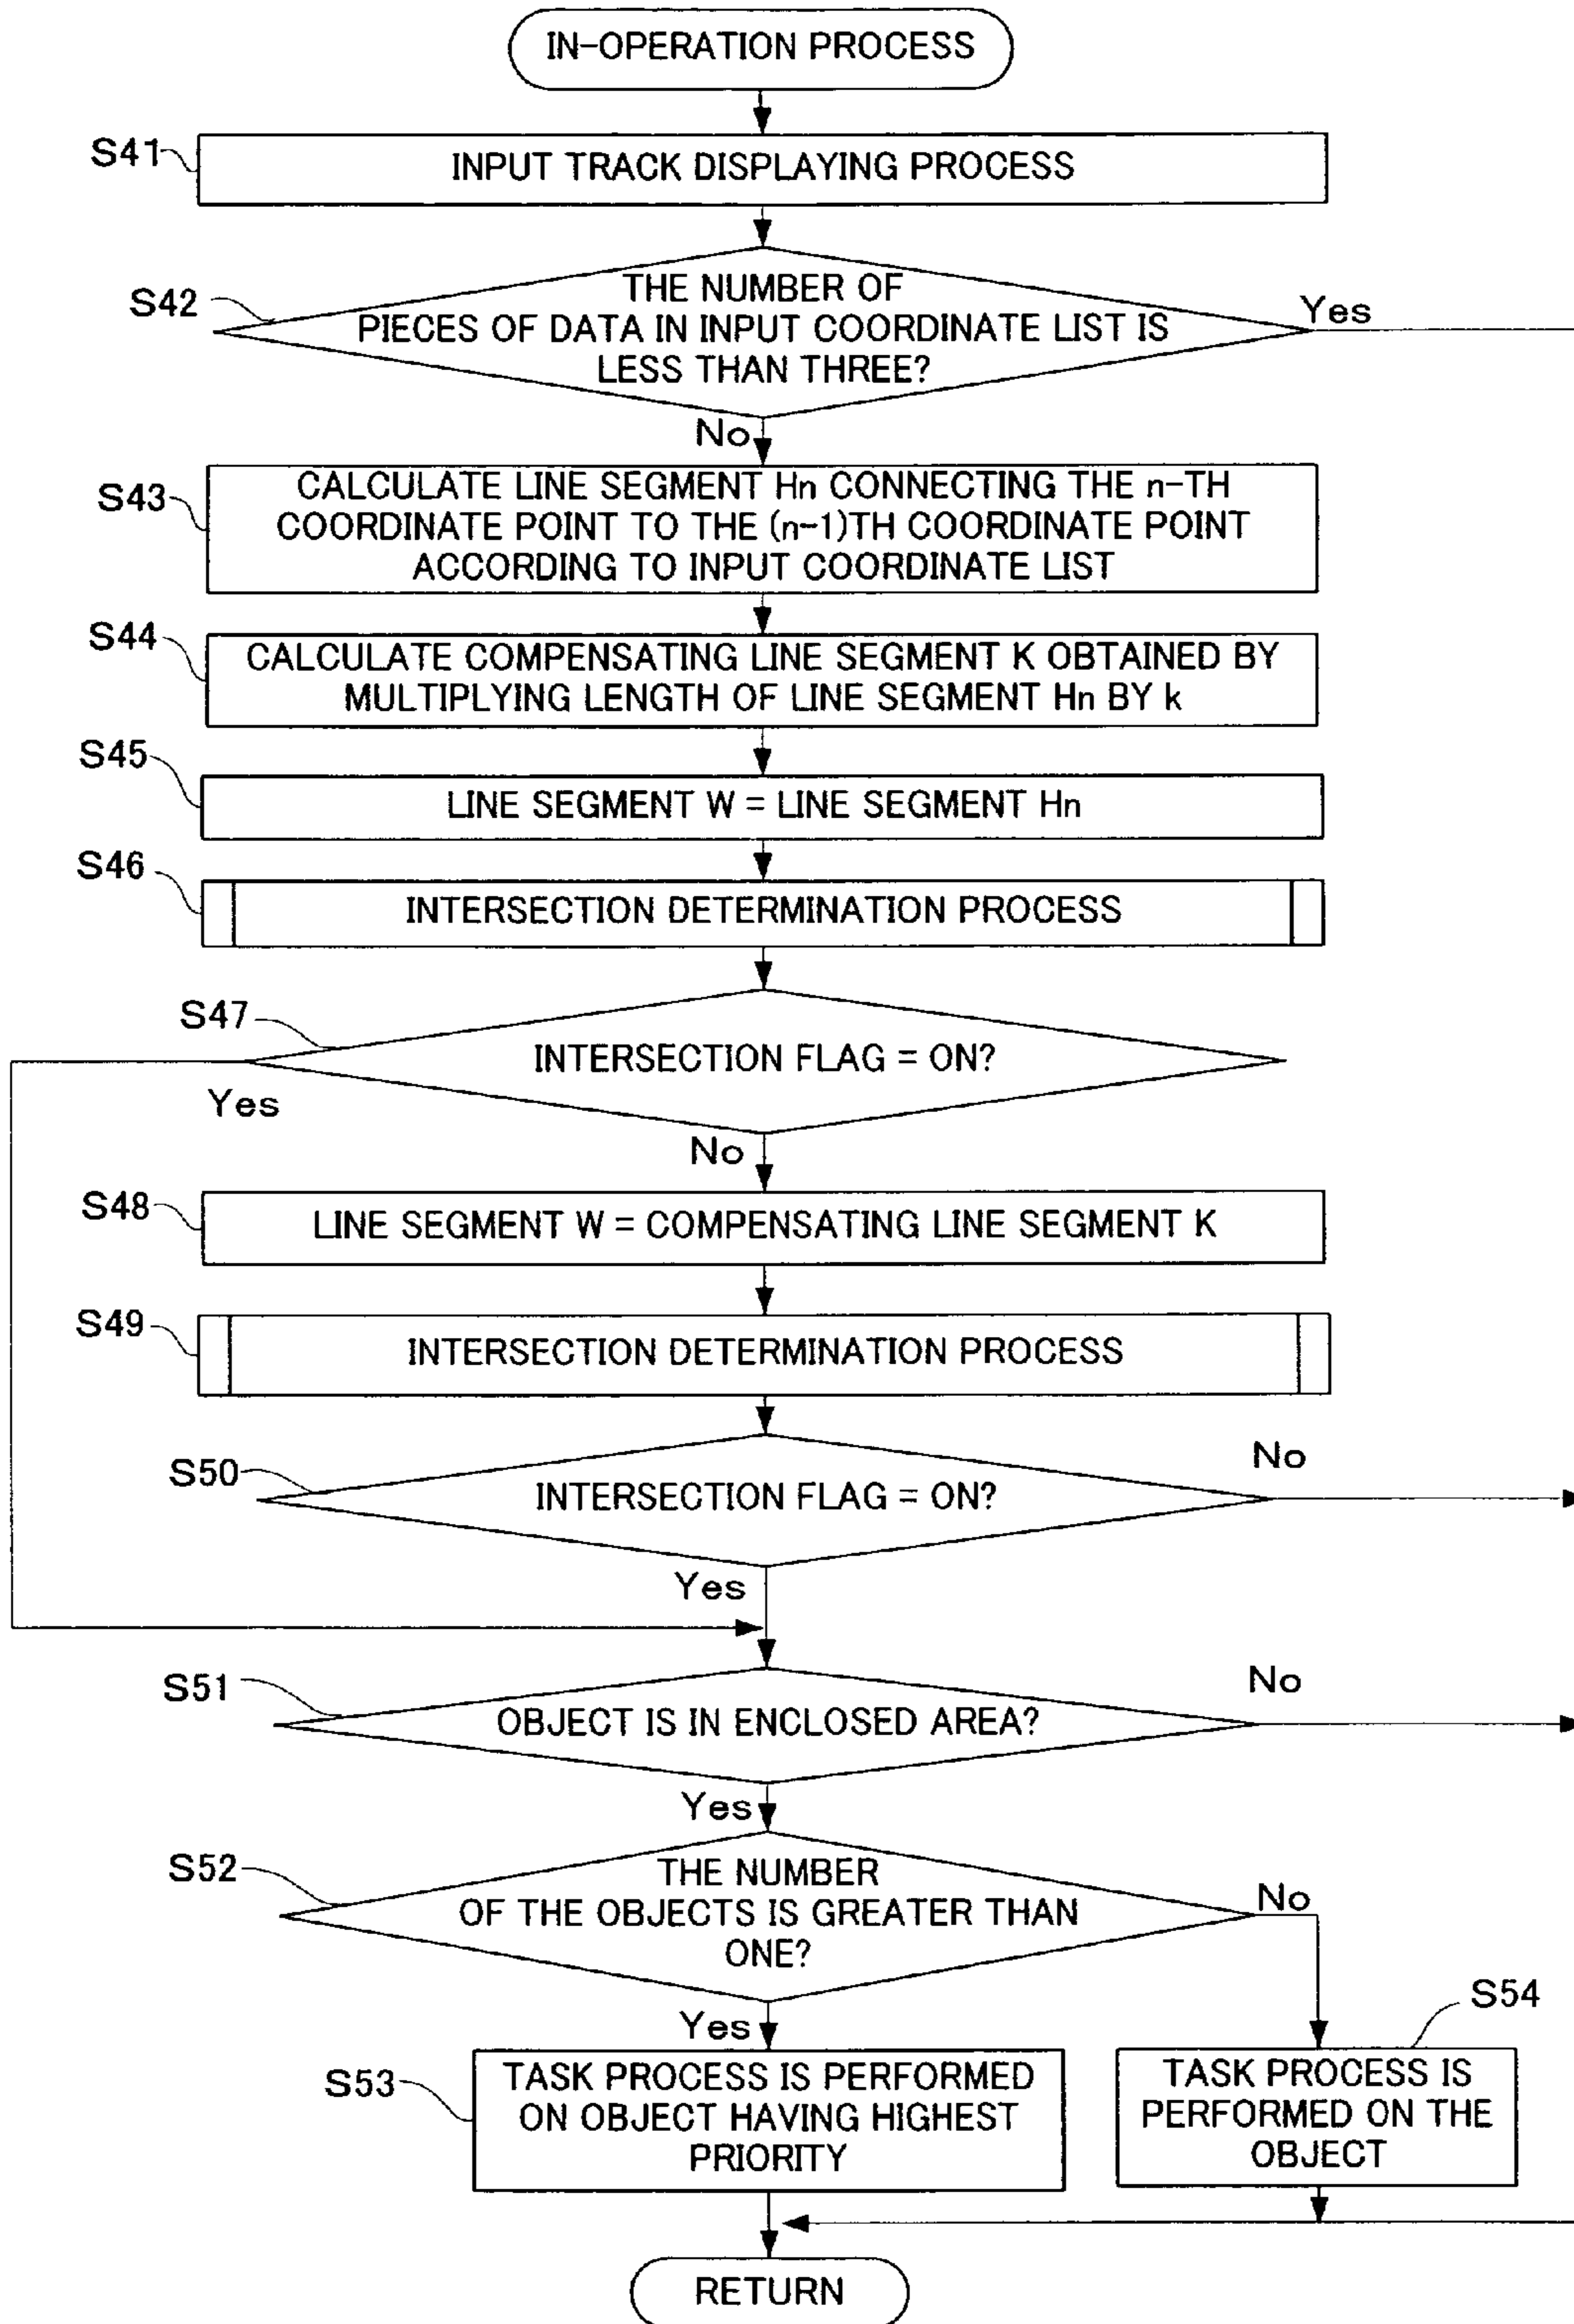 IN-OPERATION PROCESS
S41
INPUT TRACK DISPLAYING PROCESS
S42
THE NUMBER OF
PIECES OF DATA IN INPUT COORDINATE LIST IS
LESS THAN THREE?
Yes
No
S43
CALCULATE LINE SEGMENT Hn CONNECTING THE n-TH
COORDINATE POINT TO THE (n-1)TH COORDINATE POINT
ACCORDING TO INPUT COORDINATE LIST
S44
CALCULATE COMPENSATING LINE SEGMENT K OBTAINED BY
MULTIPLYING LENGTH OF LINE SEGMENT Hn BY k
S45
LINE SEGMENT W = LINE SEGMENT Hn
S46
INTERSECTION DETERMINATION PROCESS
S47
INTERSECTION FLAG = ON?
Yes
No
S48
LINE SEGMENT W = COMPENSATING LINE SEGMENT K
S49
INTERSECTION DETERMINATION PROCESS
S50
INTERSECTION FLAG = ON?
No
Yes
S51
OBJECT IS IN ENCLOSED AREA?
No
Yes
S52
THE NUMBER
OF THE OBJECTS IS GREATER THAN
ONE?
No
Yes
S53
TASK PROCESS IS PERFORMED
ON OBJECT HAVING HIGHEST
PRIORITY
S54
TASK PROCESS IS
PERFORMED ON THE
OBJECT
RETURN